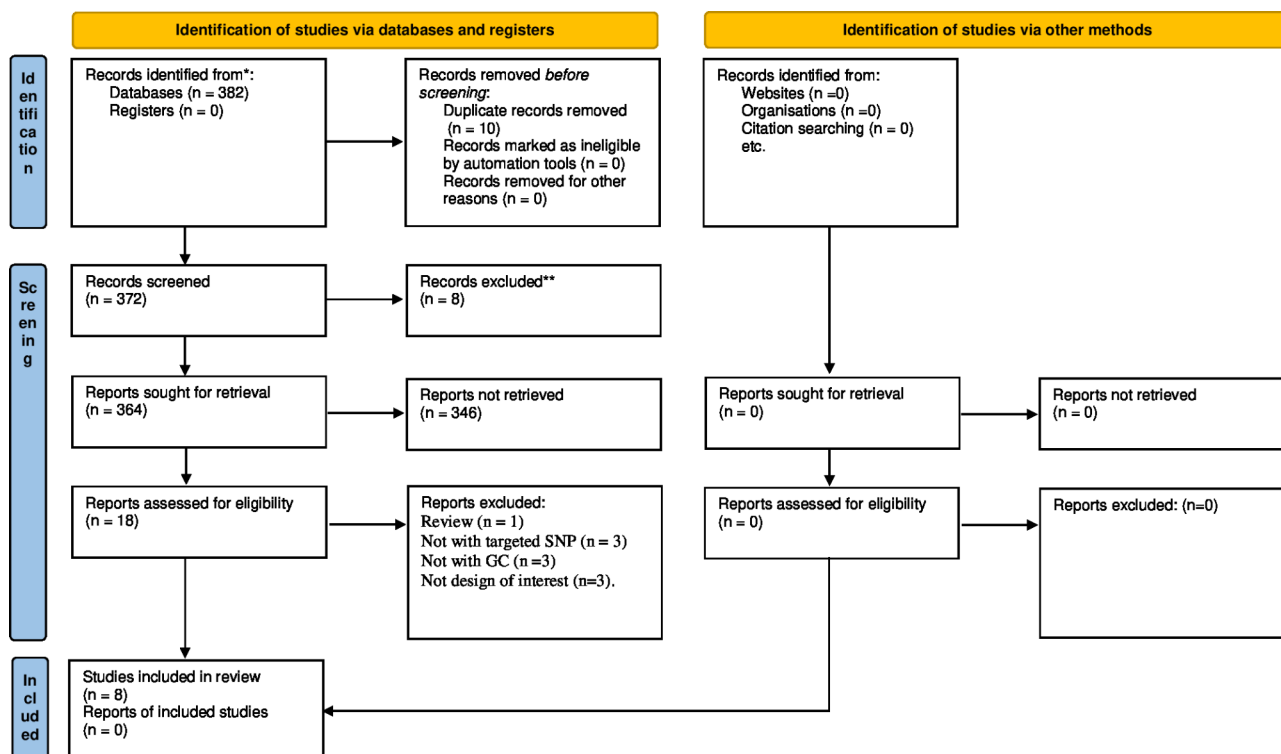 Identification of studies via databases and registers
Identification of studies via other methods
Id
en
tifi
ca
tio
n
Records identified from*:
Databases (n = 382)
Registers (n = 0)
Records removed before
screening:
Duplicate records removed
(n = 10)
Records marked as ineligible
by automation tools (n = 0)
Records removed for other
reasons (n = 0)
Records identified from:
Websites (n =0)
Organisations (n =0)
Citation searching (n = 0)
etc.
Sc
re
en
in
g
Records screened
(n = 372)
Records excluded**
(n = 8)
Reports sought for retrieval
(n = 364)
Reports not retrieved
(n = 346)
Reports sought for retrieval
(n = 0)
Reports not retrieved
(n = 0)
Reports assessed for eligibility
(n = 18)
Reports excluded:
Review (n = 1)
Not with targeted SNP (n = 3)
Not with GC (n =3)
Not design of interest (n=3).
Reports assessed for eligibility
(n = 0)
Reports excluded: (n=0)
In
cl
ud
ed
Studies included in review
(n = 8)
Reports of included studies
(n = 0)